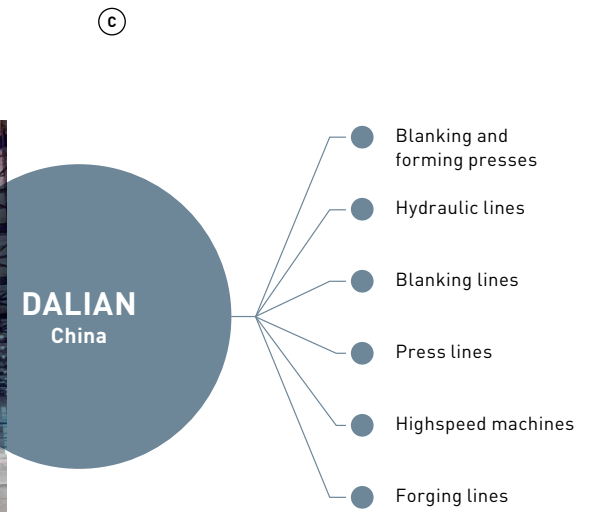 C
DALIAN
China
Blanking and
forming presses
Hydraulic lines
Blanking lines
Press lines
Highspeed machines
Forging lines